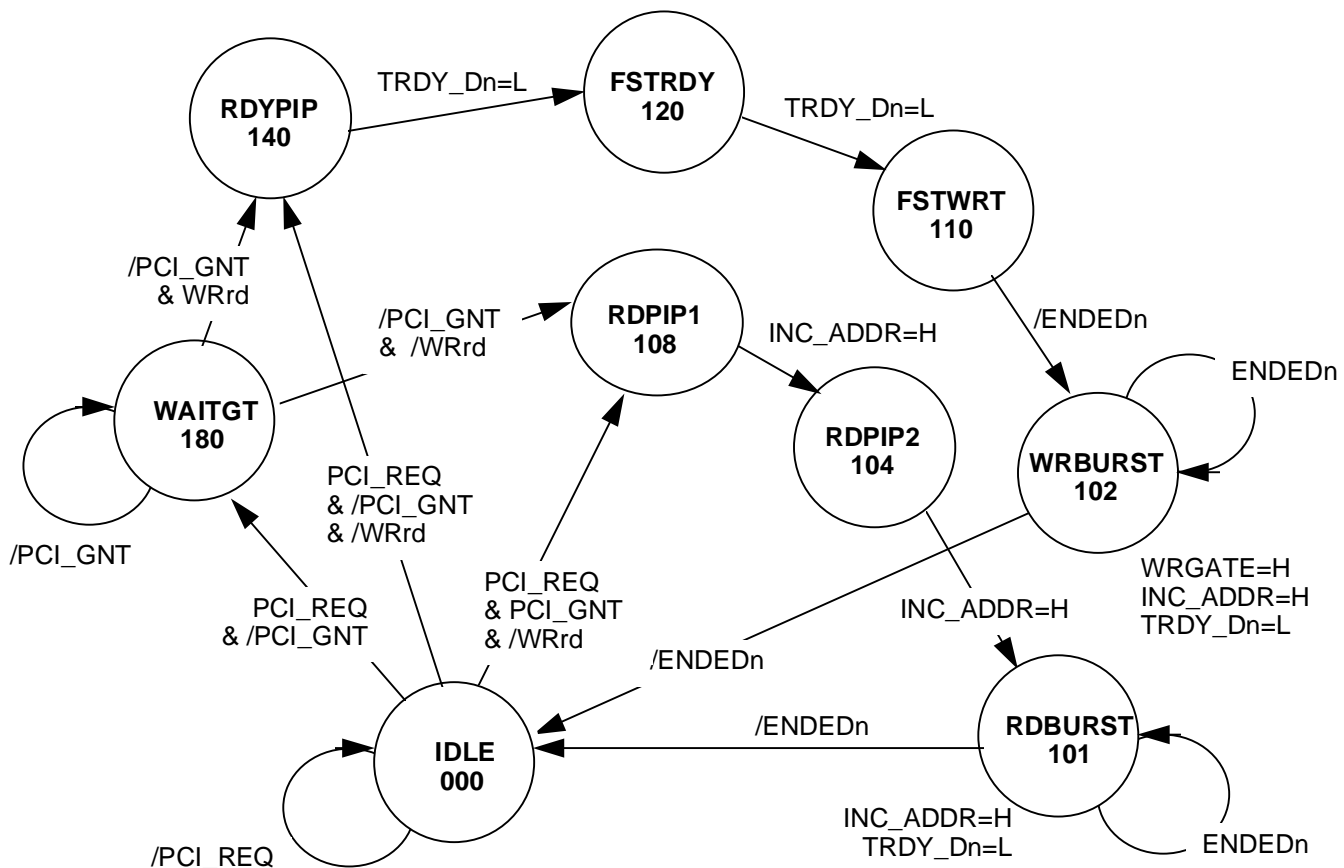 RDYPIP
140
TRDY_Dn=L
FSTRDY
120
TRDY_Dn=L
FSTWRT
110
/PCI_GNT
& WRrd
/PCI_GNT
& /WRrd
RDPIP1
108
INC_ADDR=H
/ENDEDn
ENDEDn
WAITGT
180
RDPIP2
104
WRBURST
102
PCI_REQ
& /PCI_GNT
& /WRrd
/PCI_GNT
PCI_REQ
& /PCI_GNT
PCI_REQ
& PCI_GNT
& /WRrd
INC_ADDR=H
WRGATE=H
INC_ADDR=H
TRDY_Dn=L
/ENDEDn
/ENDEDn
IDLE
000
RDBURST
101
/PCI_REQ
INC_ADDR=H
TRDY_Dn=L
ENDEDn